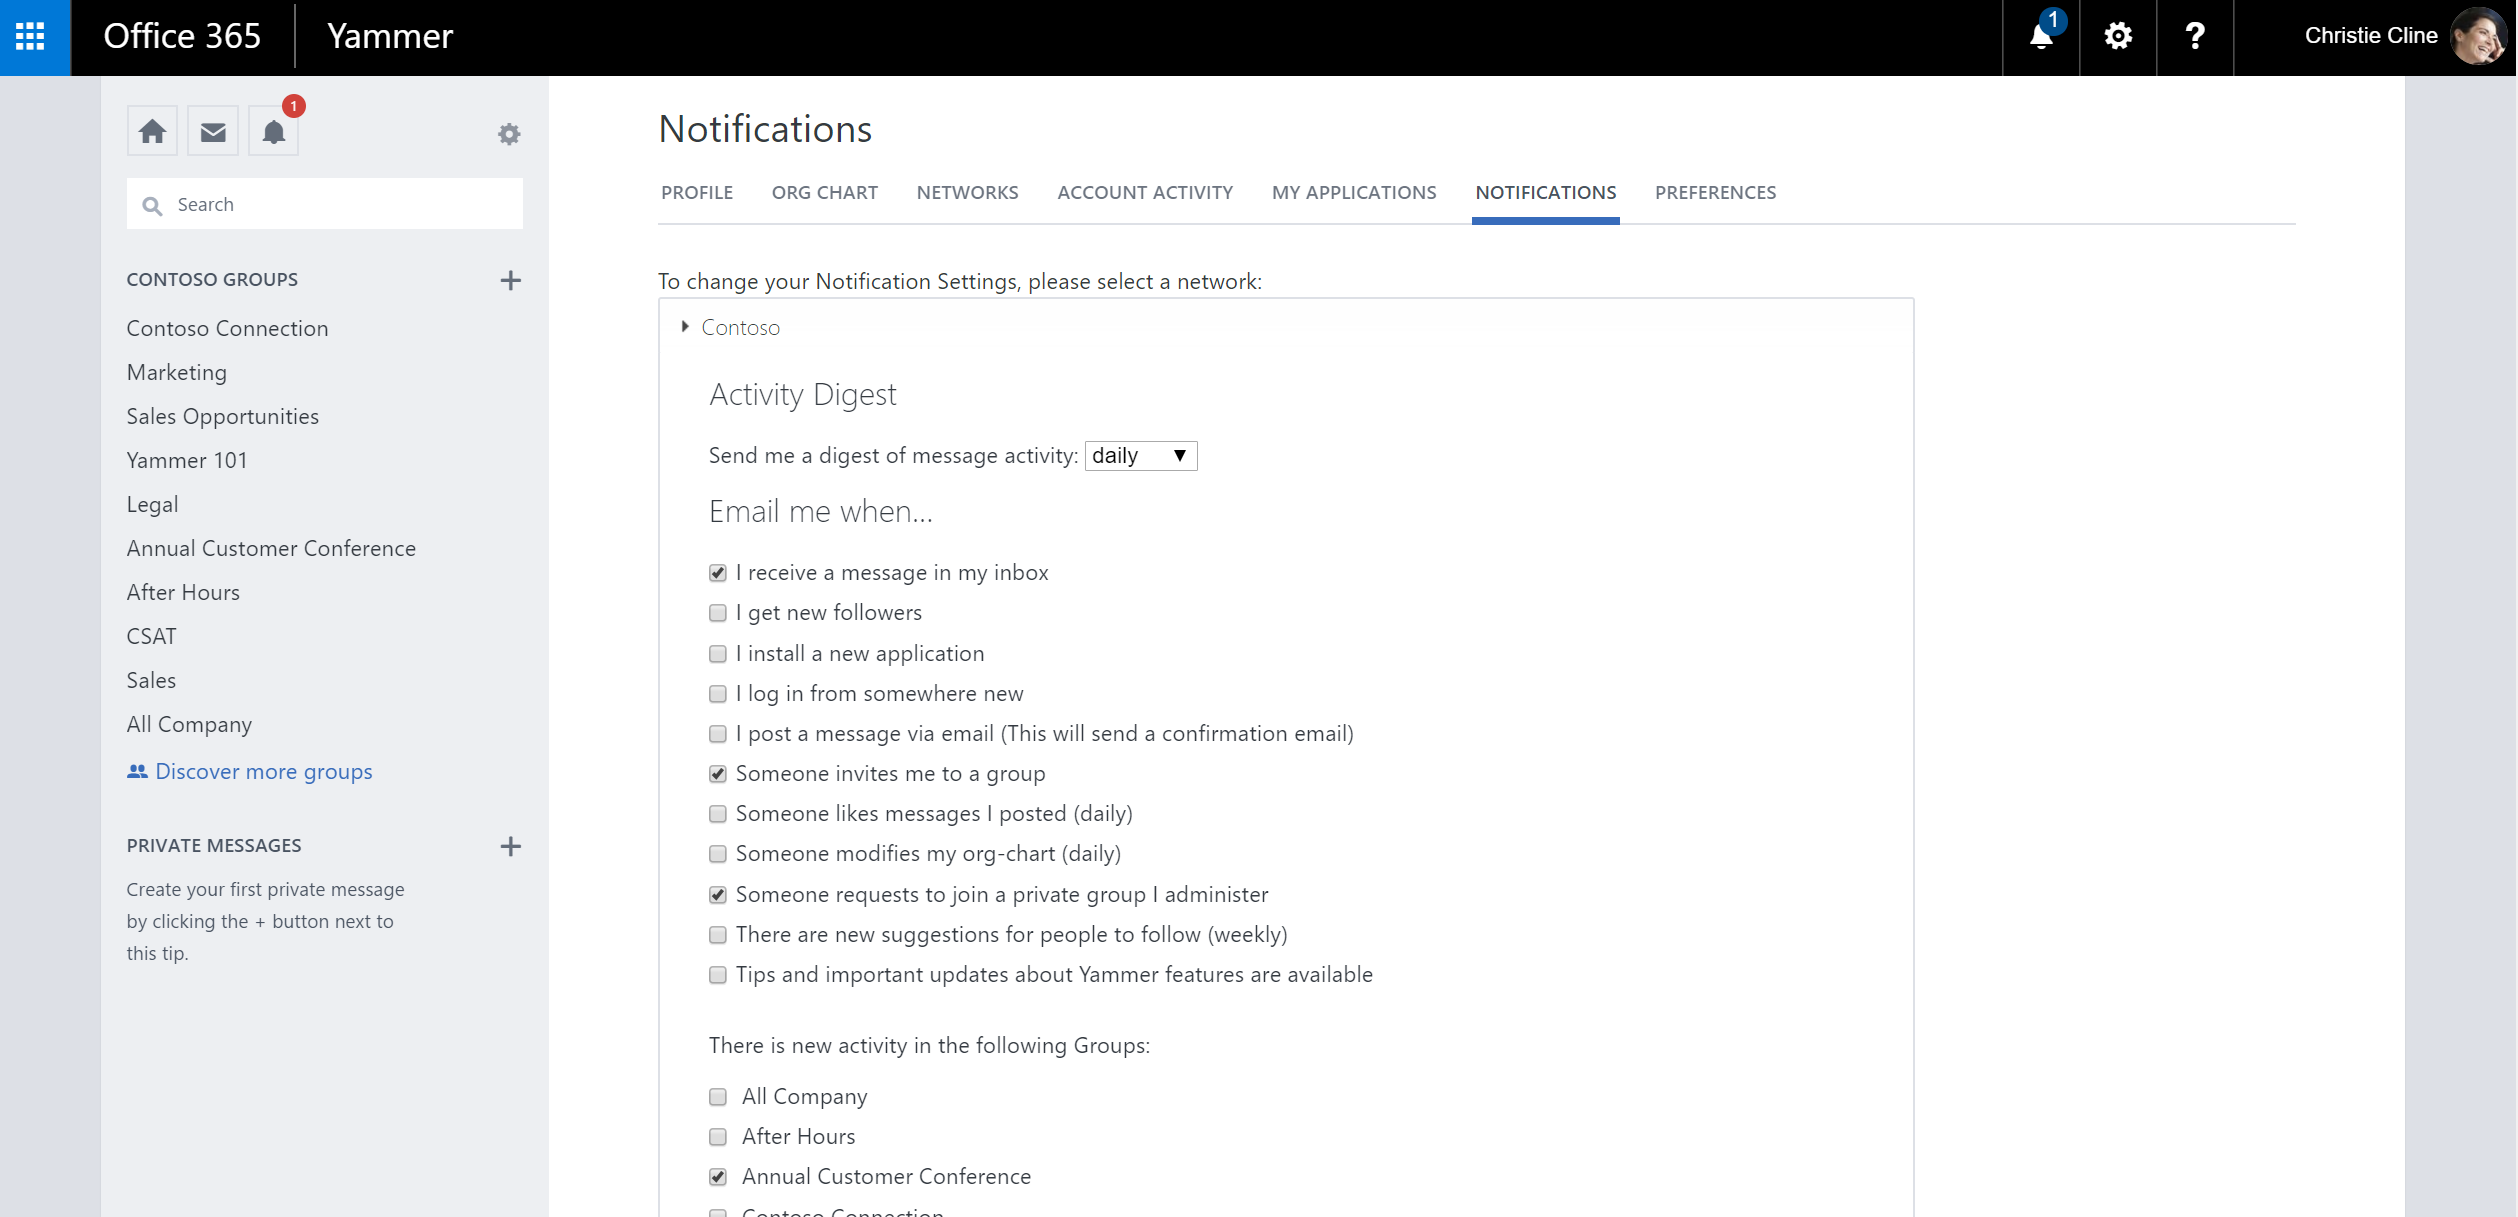 Office 365
Yammer
1
?
Christie Cline
1
Search
CONTOSO GROUPS
Contoso Connection
Marketing
Sales Opportunities
Yammer 101
Legal
Annual Customer Conference
After Hours
CSAT
Sales
All Company
Discover more groups
PRIVATE MESSAGES
Create your first private message
by clicking the + button next to
this tip.
Notifications
PROFILE ORG CHART NETWORKS ACCOUNT ACTIVITY MY APPLICATIONS NOTIFICATIONS PREFERENCES
To change your Notification Settings, please select a network:
Contoso
Activity Digest
Send me a digest of message activity: daily
Email me when...
I receive a message in my inbox
I get new followers
I install a new application
I log in from somewhere new
I post a message via email (This will send a confirmation email)
Someone invites me to a group
Someone likes messages I posted (daily)
Someone modifies my org-chart (daily)
Someone requests to join a private group I administer
There are new suggestions for people to follow (weekly)
Tips and important updates about Yammer features are available
There is new activity in the following Groups:
All Company
After Hours
Annual Customer Conference
Contoso Connection